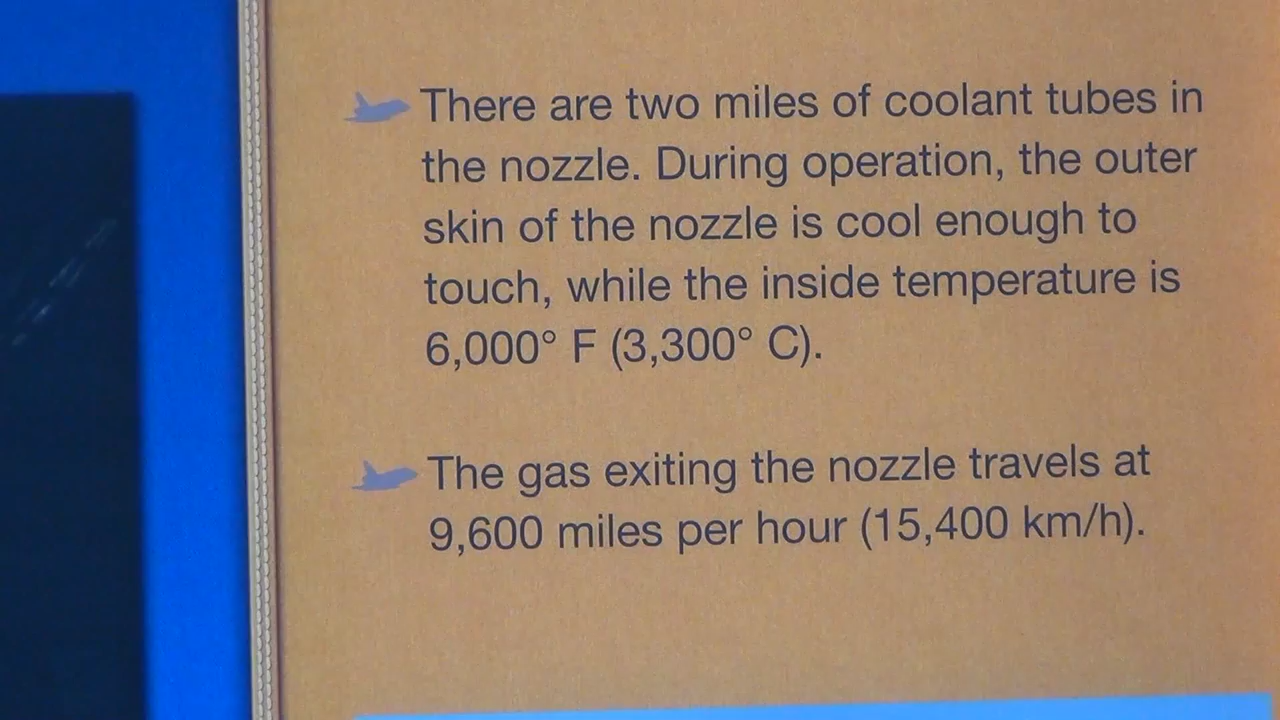 There are two miles of coolant tubes in
the nozzle. During operation, the outer
skin of the nozzle is cool enough to
touch, while the inside temperature is
6,000° F (3,300° C).
The gas exiting the nozzle travels at
9,600 miles per hour (15,400 km/h).